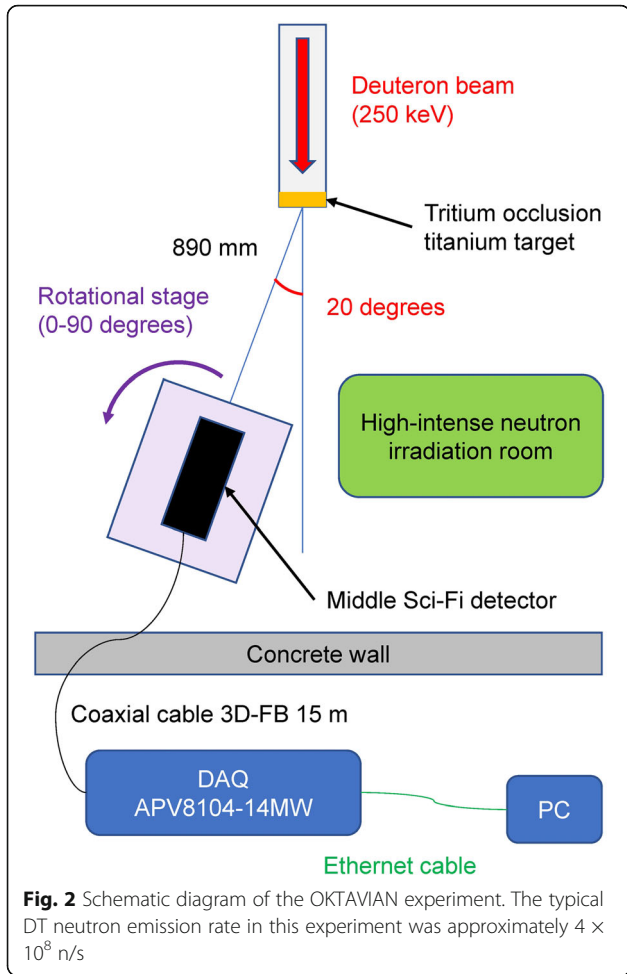 Deuteron beam
(250 keV)
Tritium occlusion
titanium target
890 mm
Rotational stage
(0-90 degrees)
20 degrees
High-intense neutron
irradiation room
Middle Sci-Fi detector
Concrete wall
Coaxial cable 3D-FB 15 m
DAQ
APV8104-14MW
PC
Ethernet cable
Fig. 2 Schematic diagram of the OKTAVIAN experiment. The typical
DT neutron emission rate in this experiment was approximately 4 ×
10⁸ n/s